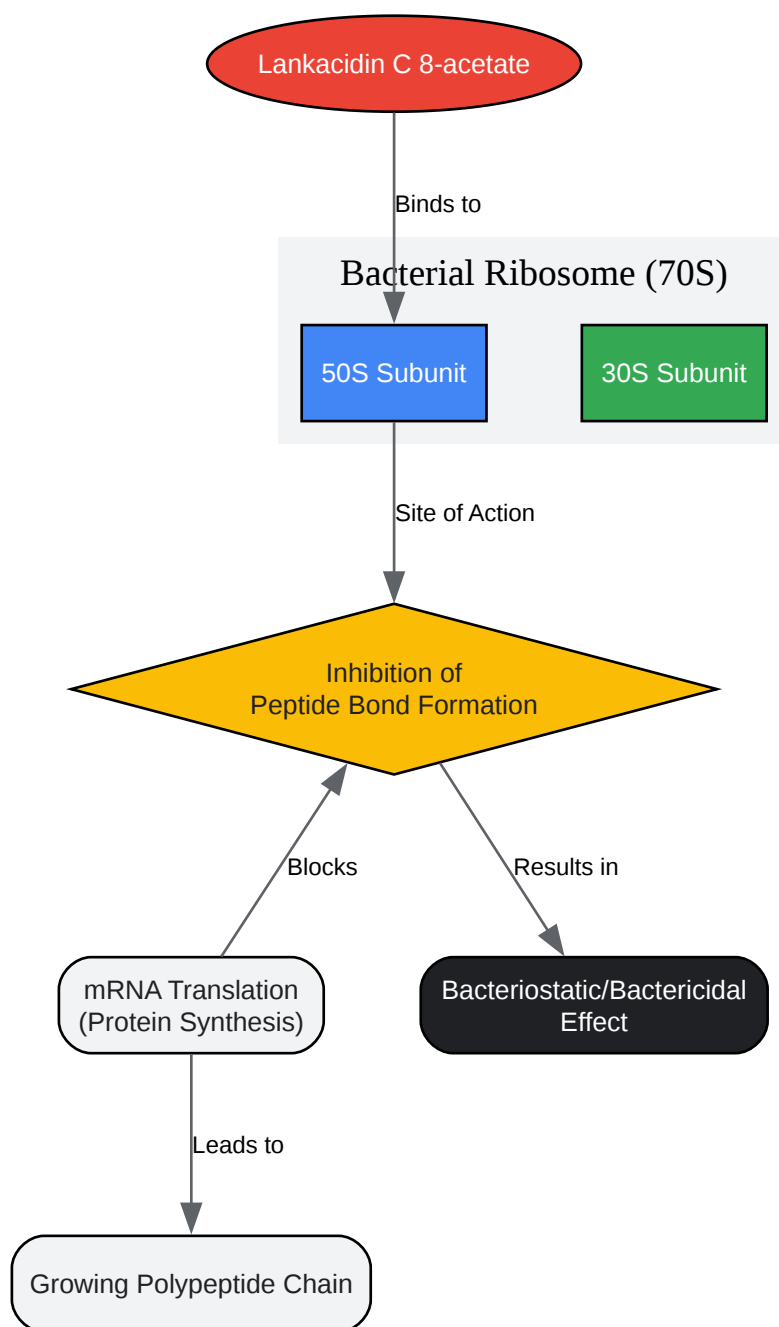 Lankacidin C 8-acetate
Binds to
Bacterial Ribosome (70S)
50S Subunit
30S Subunit
Site of Action
Inhibition of
Peptide Bond Formation
Blocks
Results in
mRNA Translation
(Protein Synthesis)
Bacteriostatic/Bactericidal
Effect
Leads to
Growing Polypeptide Chain